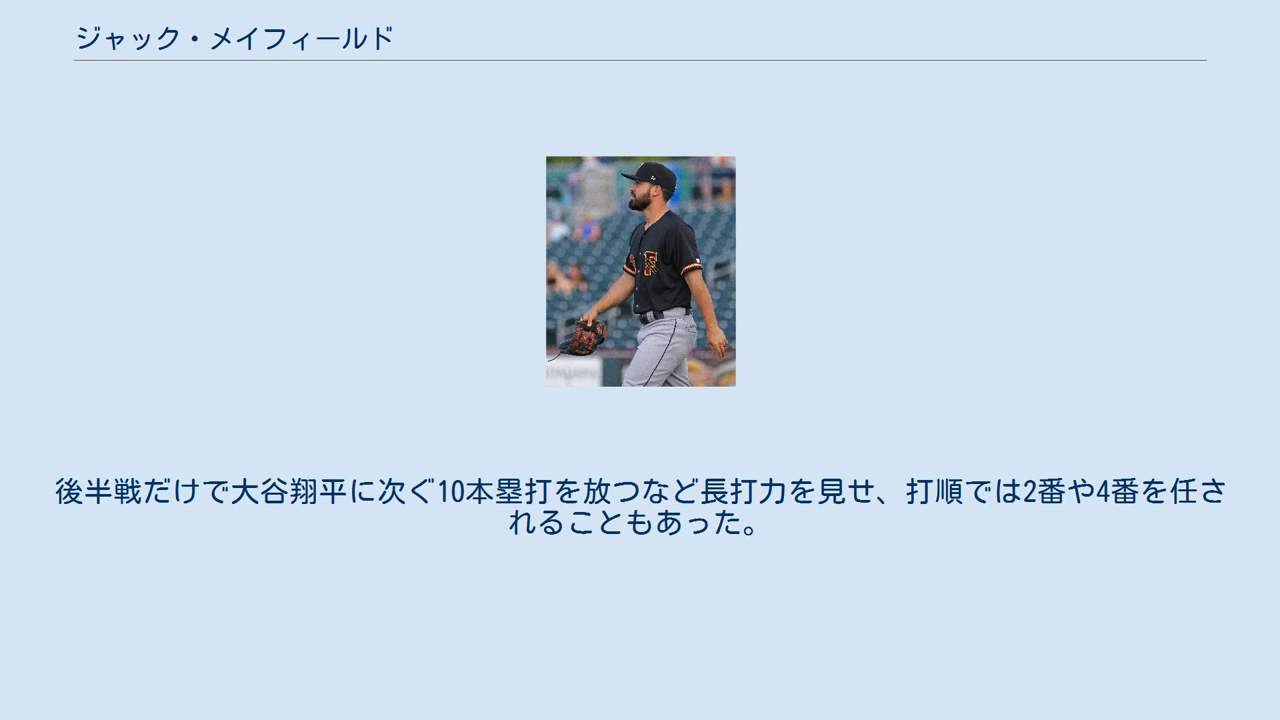 ジャック・メイフィールド
後半戦だけで大谷翔平に次ぐ10本塁打を放つなど長打力を見せ、打順では2番や4番を任さ
れることもあった。